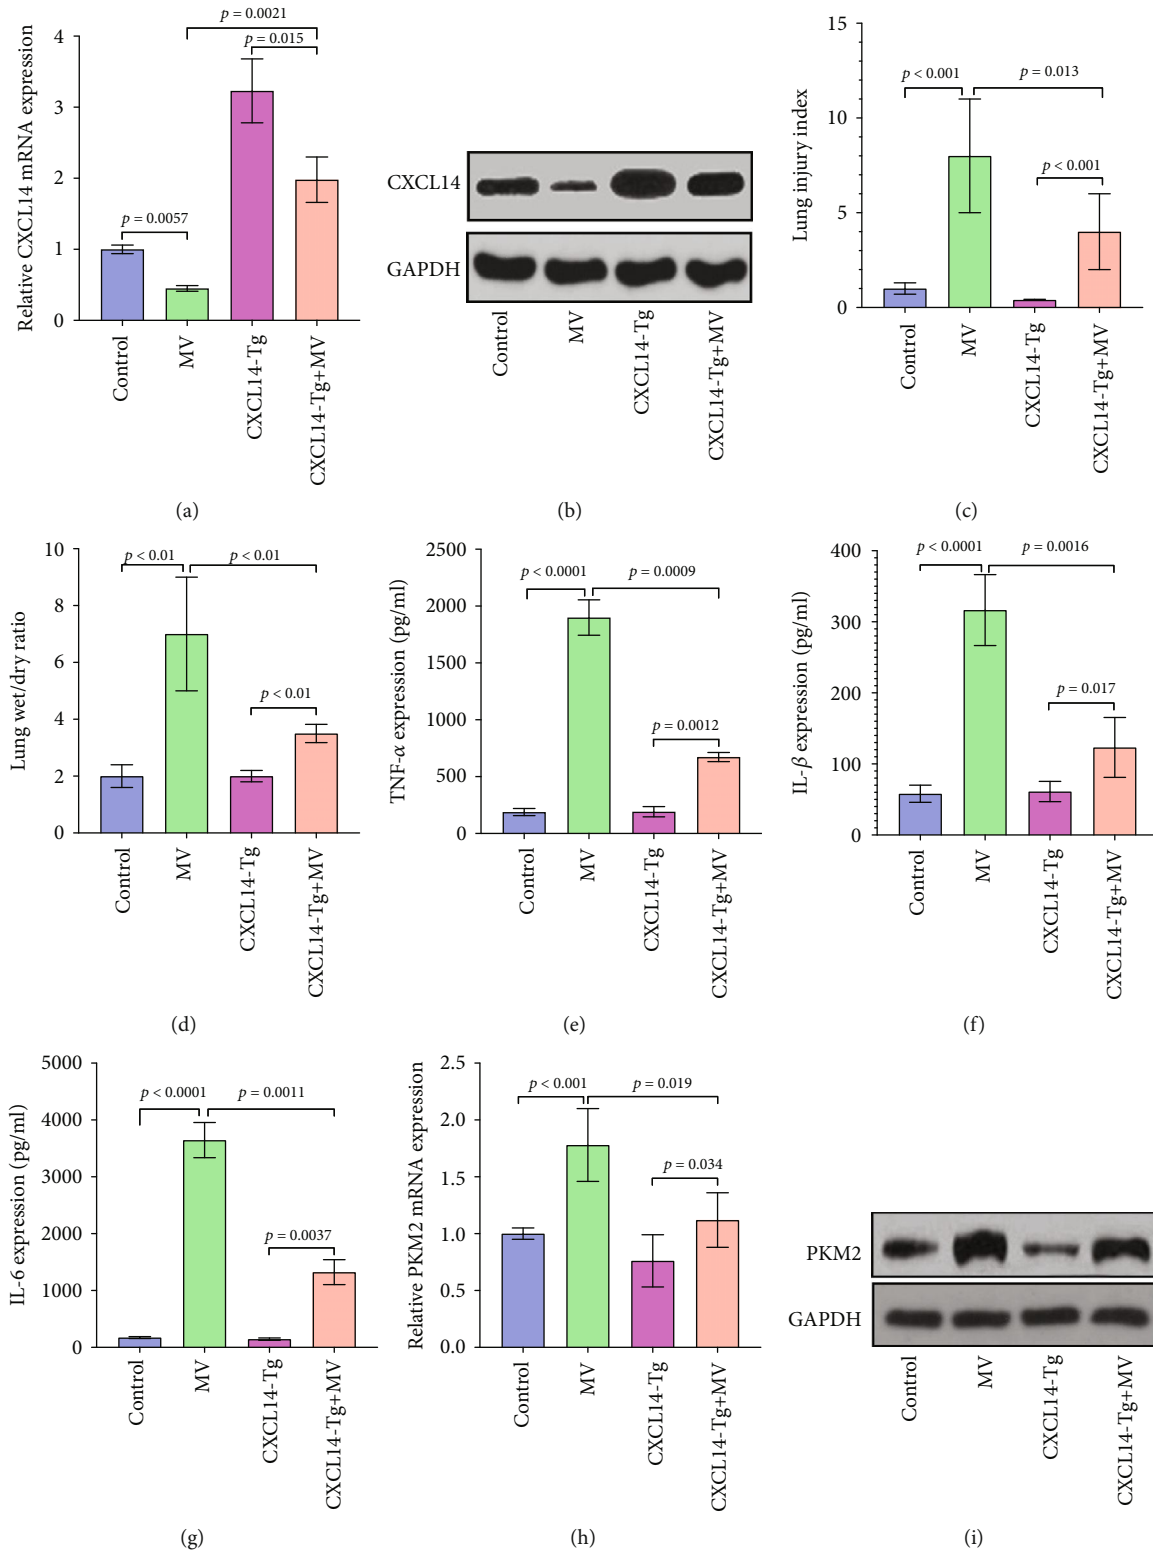 Relative CXCL14 mRNA expression
4
3
2
1
0
p = 0.0021
p = 0.015
p = 0.0057
Control
MV
CXCL14-Tg
CXCL14-Tg+MV
(a)
CXCL14
GAPDH
Control
MV
CXCL14-Tg
CXCL14-Tg+MV
(b)
Lung injury index
15
10
5
0
p < 0.001
p = 0.013
p < 0.001
Control
MV
CXCL14-Tg
CXCL14-Tg+MV
(c)
Lung wet/dry ratio
10
8
6
4
2
0
p < 0.01
p < 0.01
p < 0.01
Control
MV
CXCL14-Tg
CXCL14-Tg+MV
(d)
TNF-α expression (pg/ml)
2500
2000
1500
1000
500
0
p < 0.0001
p = 0.0009
p = 0.0012
Control
MV
CXCL14-Tg
CXCL14-Tg+MV
(e)
IL-β expression (pg/ml)
400
300
200
100
0
p < 0.0001
p = 0.0016
p = 0.017
Control
MV
CXCL14-Tg
CXCL14-Tg+MV
(f)
IL-6 expression (pg/ml)
5000
4000
3000
2000
1000
0
p < 0.0001
p = 0.0011
p = 0.0037
Control
MV
CXCL14-Tg
CXCL14-Tg+MV
(g)
Relative PKM2 mRNA expression
2.5
2.0
1.5
1.0
0.5
0.0
p < 0.001
p = 0.019
p = 0.034
Control
MV
CXCL14-Tg
CXCL14-Tg+MV
(h)
PKM2
GAPDH
Control
MV
CXCL14-Tg
CXCL14-Tg+MV
(i)